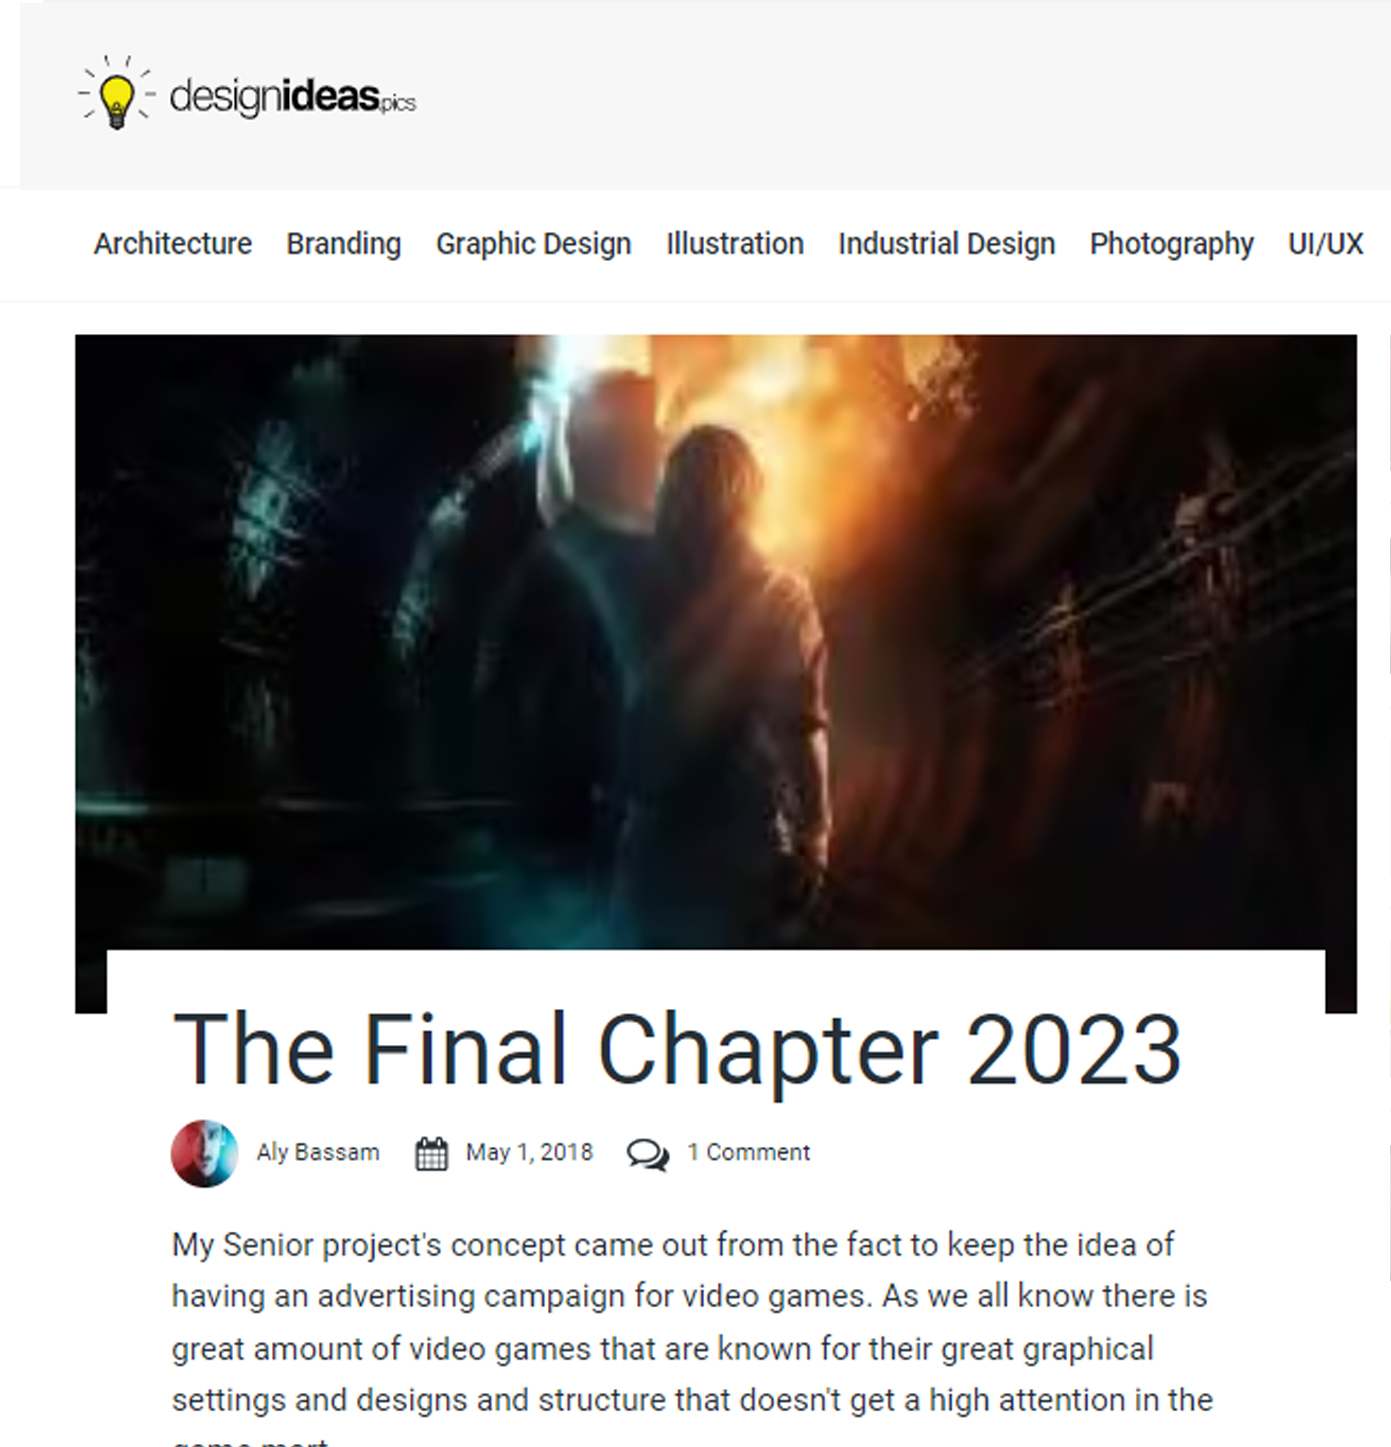 designideas.pics
Architecture Branding Graphic Design Illustration Industrial Design Photography UI/UX
The Final Chapter 2023
Aly Bassam May 1, 2018 1 Comment
My Senior project's concept came out from the fact to keep the idea of
having an advertising campaign for video games. As we all know there is
great amount of video games that are known for their great graphical
settings and designs and structure that doesn't get a high attention in the